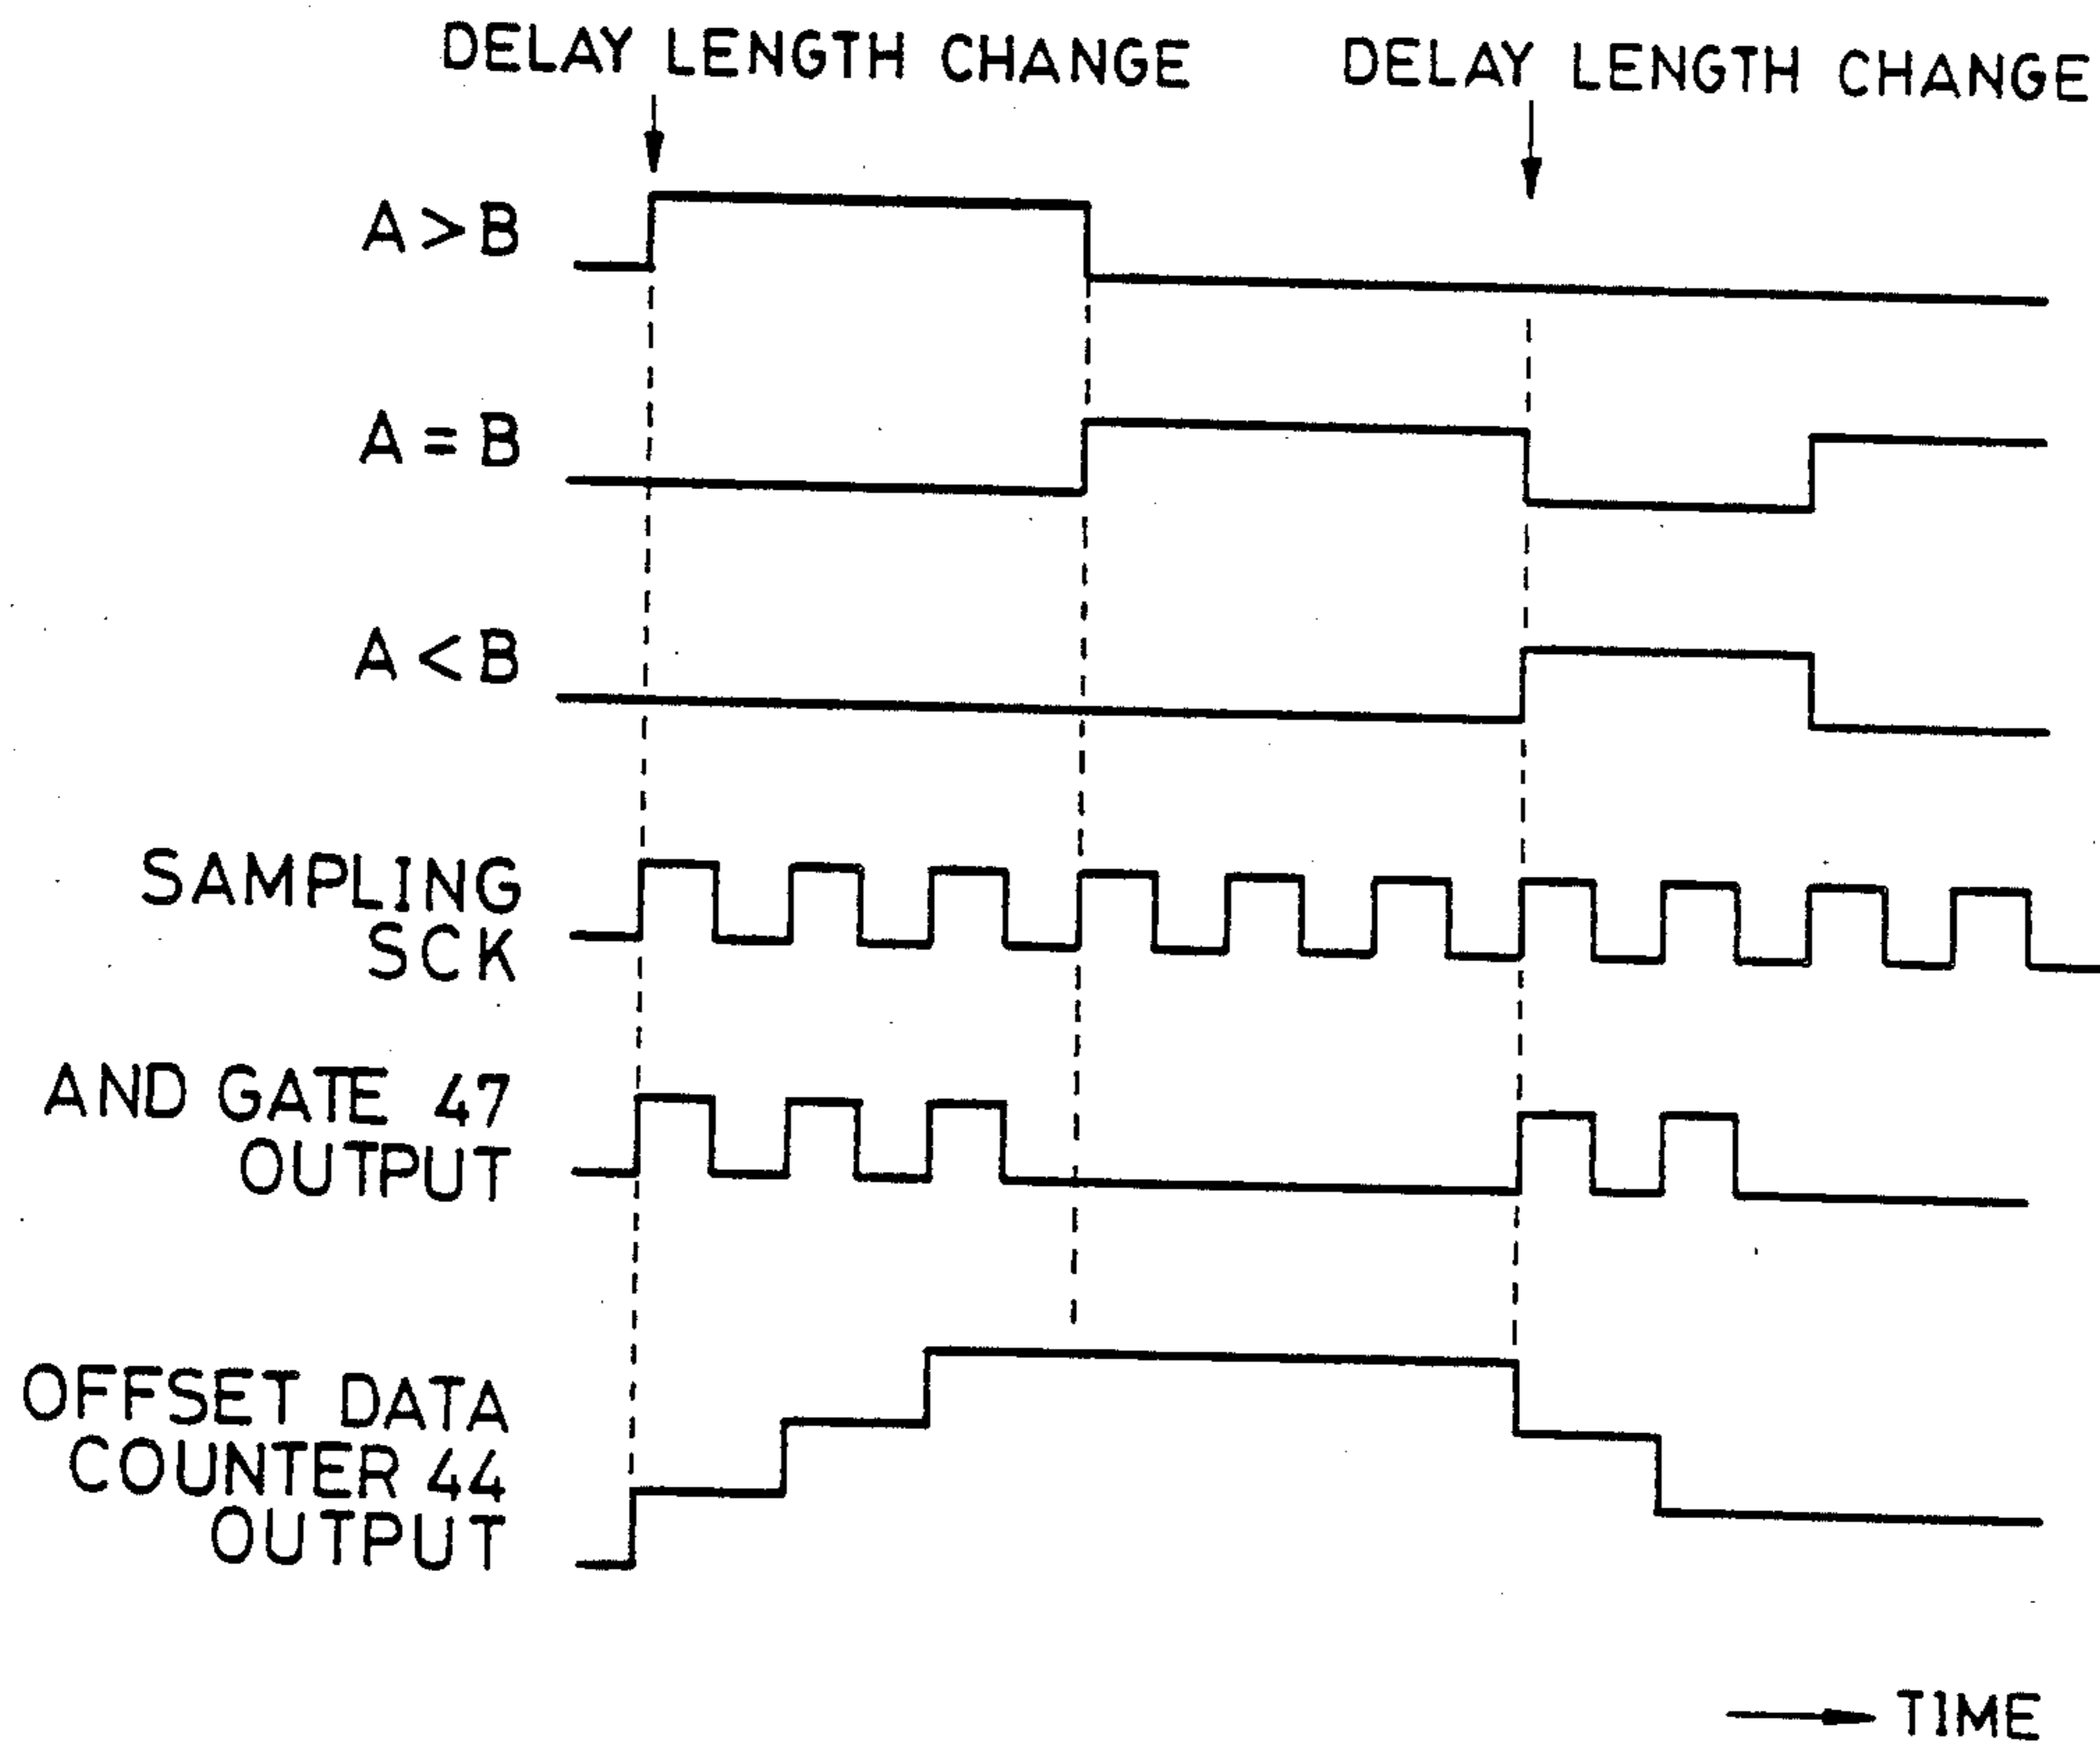 DELAY LENGTH CHANGE
DELAY LENGTH CHANGE
A>B
A=B
A<B
SAMPLING
SCK
AND GATE 47
OUTPUT
OFFSET DATA
COUNTER 44
OUTPUT
TIME